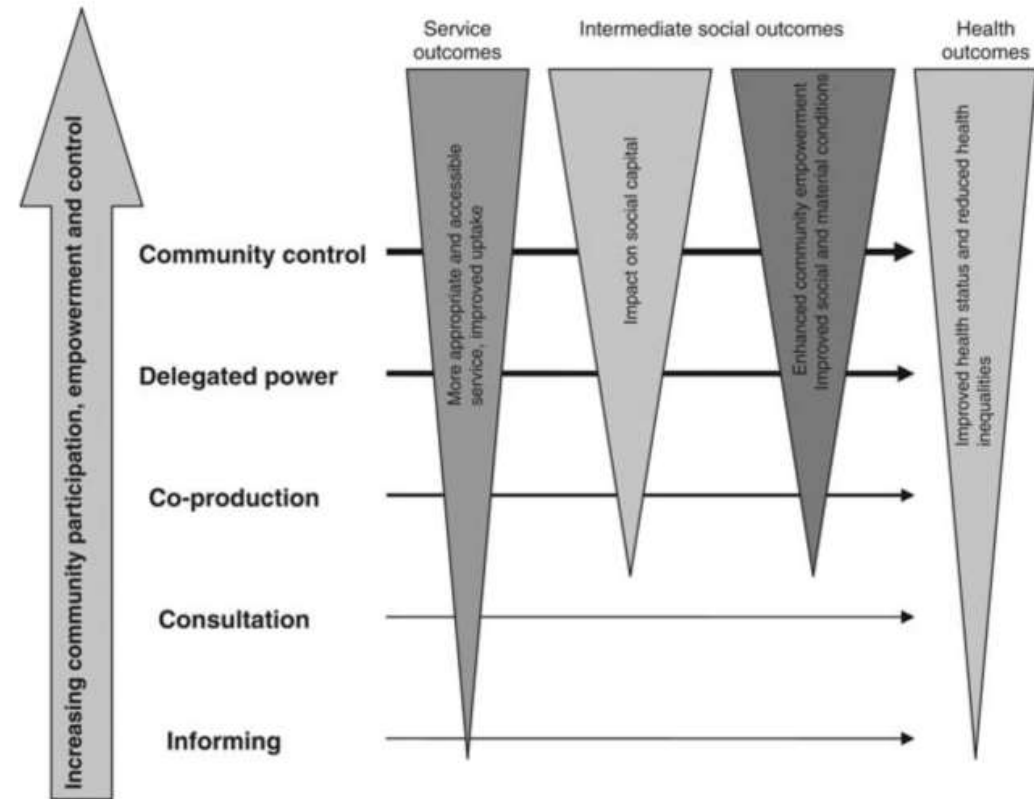 Service
outcomes
Intermediate social outcomes
Health
outcomes
Increasing community participation, empowerment and control
Community control
Delegated power
Co-production
Consultation
Informing
More appropriate and accessible
service, improved uptake
Impact on social capital
Enhanced community empowerment
Improved social and material conditions
Improved health status and reduced health
inequalities